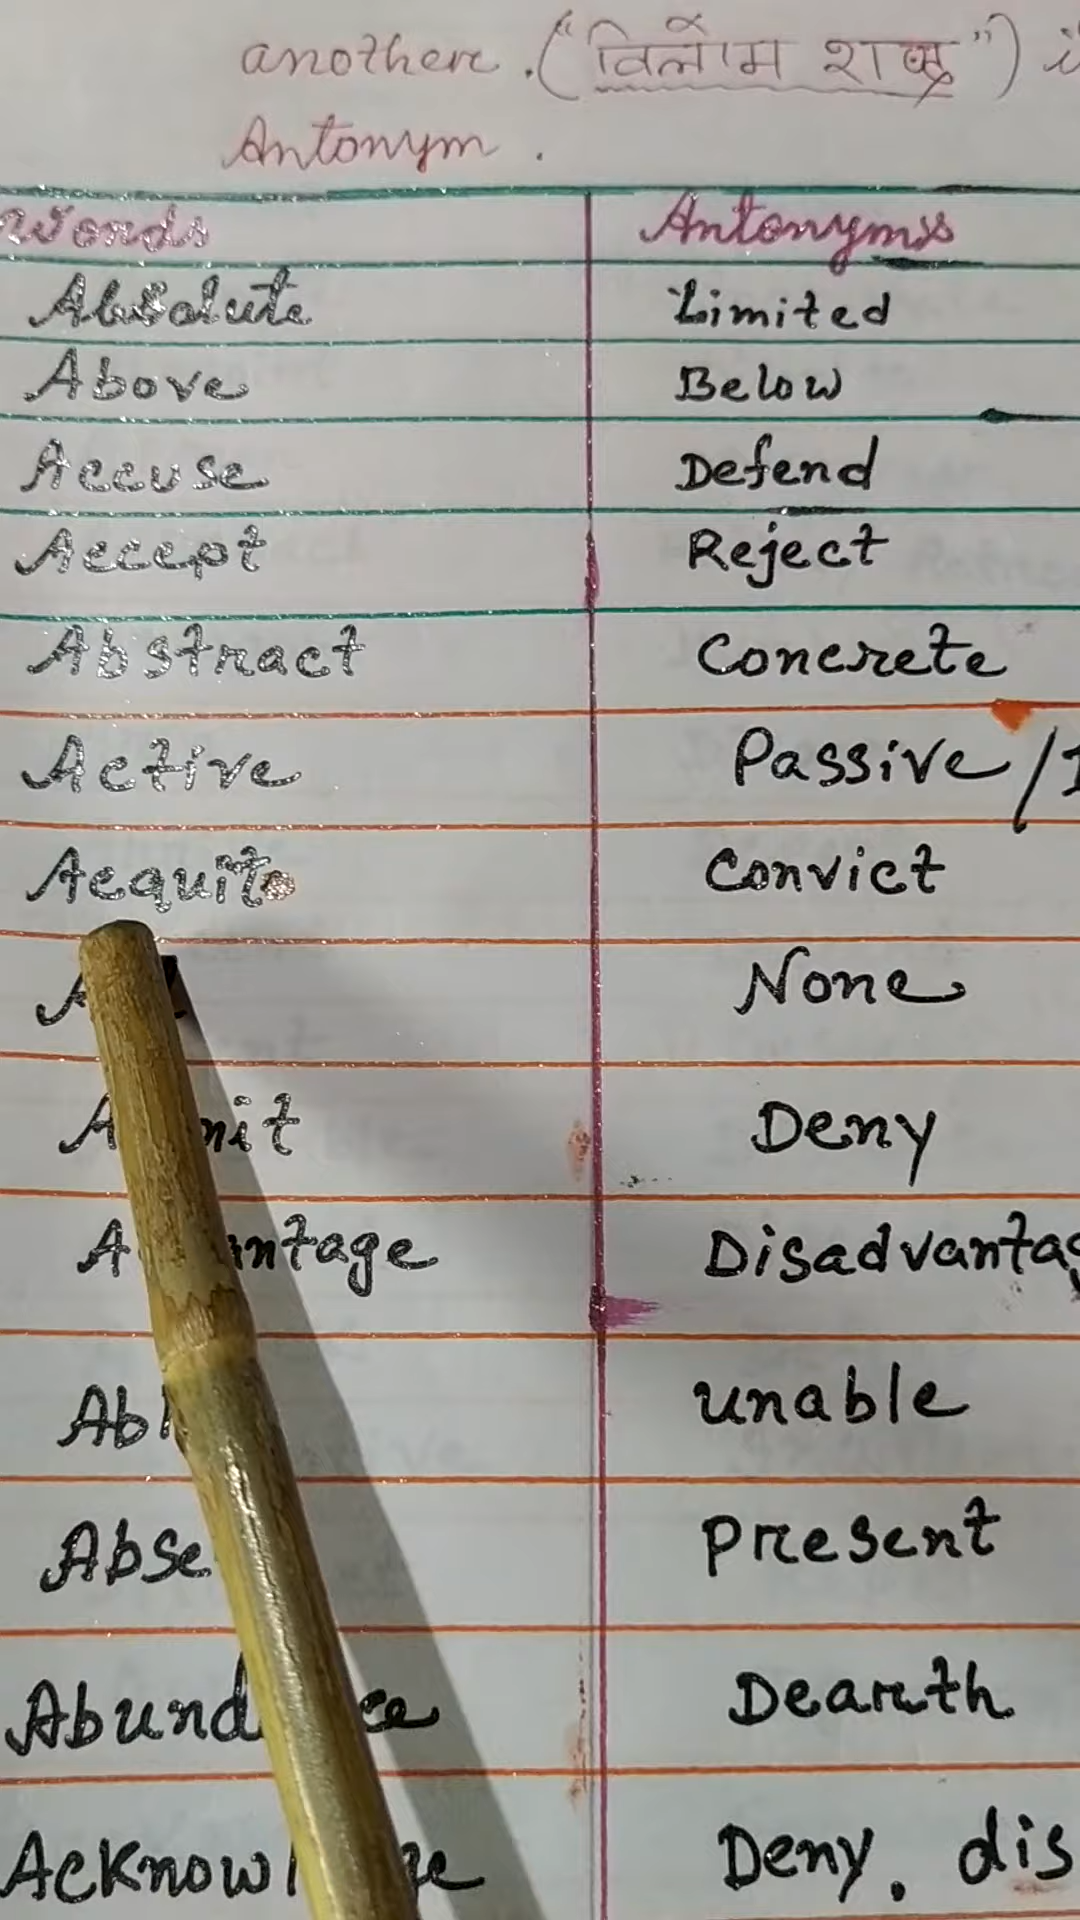 another. ("विलोम शब्द")
Antonym.
Words Antonyms
Absolute Limited
Above Below
Accuse Defend
Accept Reject
Abstract Concrete
Active Passive /
Acquit Convict
None
Deny
Disadvantag
unable
Present
Dearth
Deny. dis